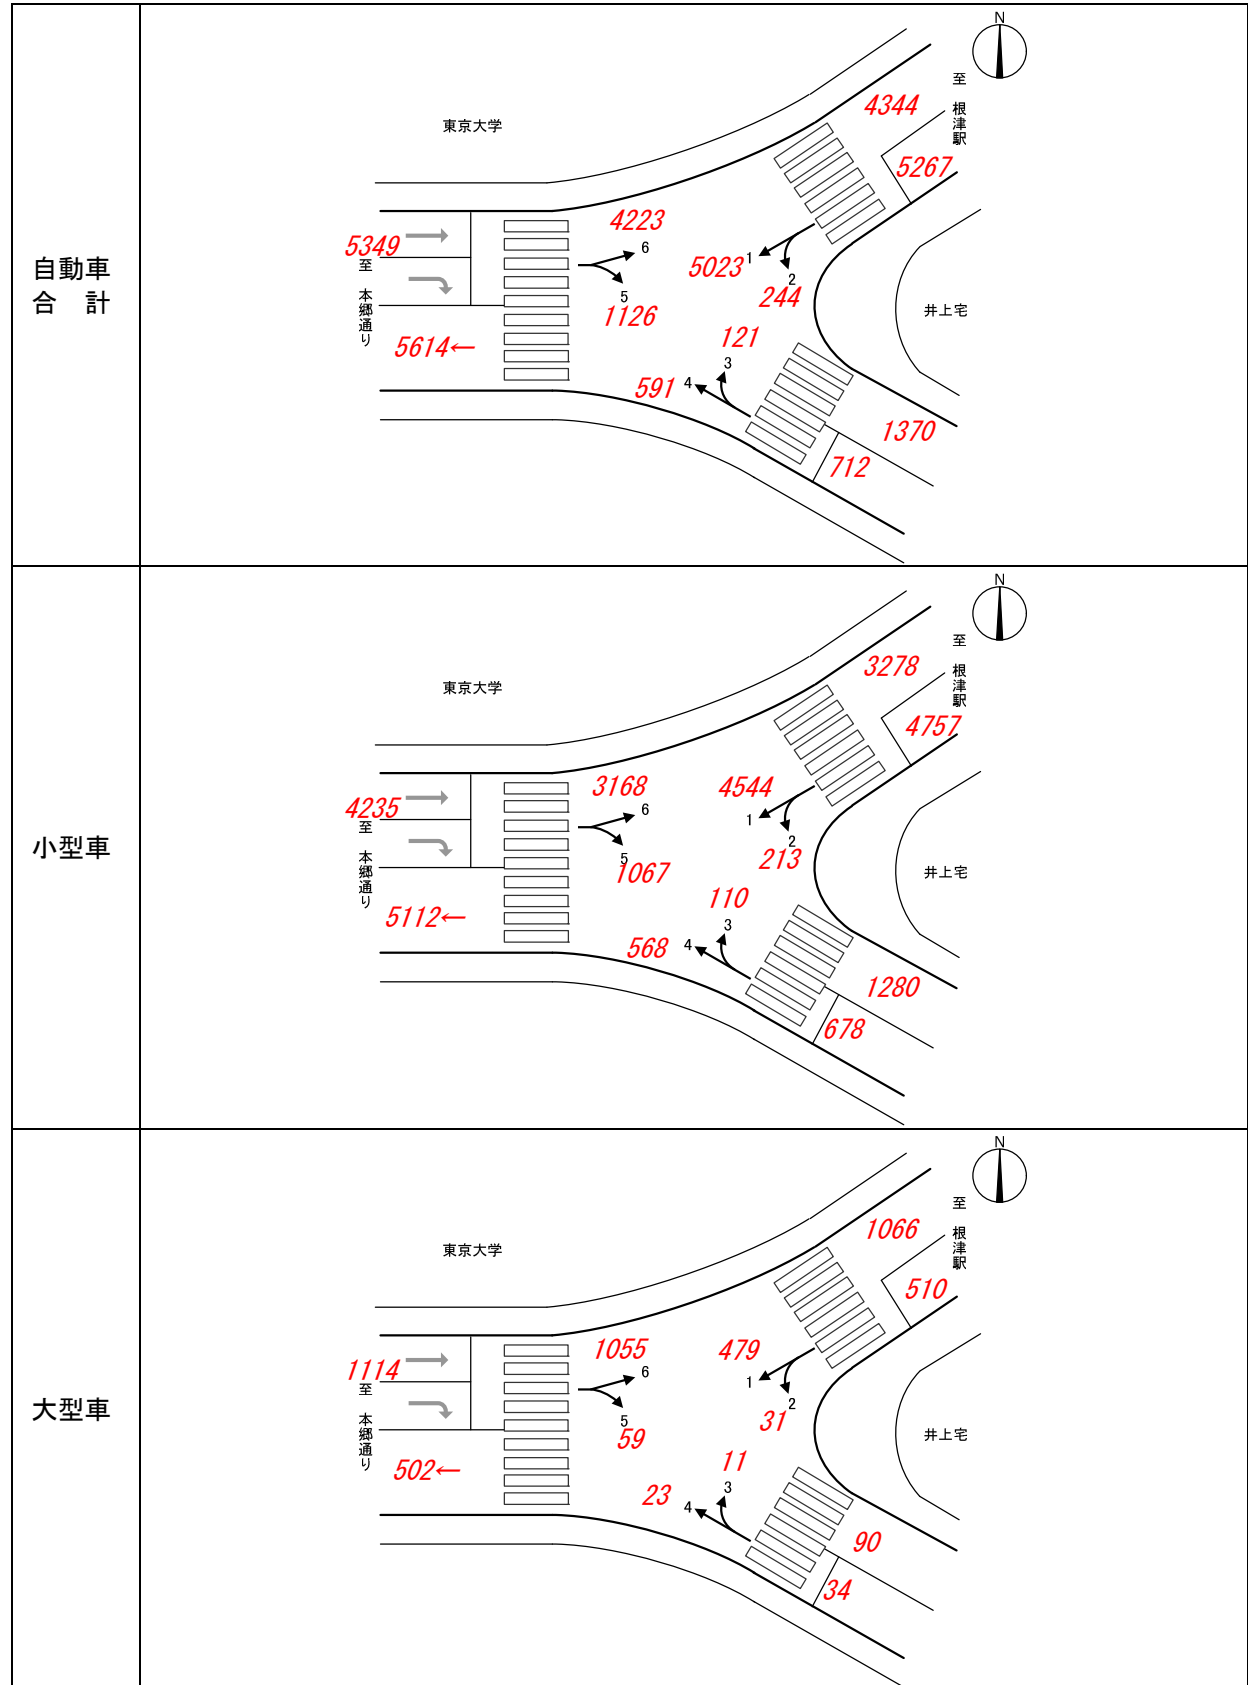 自動車
合　計
N
至 根津駅
東京大学
4344
5267
4223
6
5349
至 本郷通り
5
1126
5023
1
2
244
井上宅
5614←
121
3
591
4
1370
712
小型車
N
至 根津駅
東京大学
3278
4757
3168
6
4235
至 本郷通り
5
1067
4544
1
2
213
井上宅
5112←
110
3
568
4
1280
678
大型車
N
至 根津駅
東京大学
1066
510
1055
6
1114
至 本郷通り
5
59
479
1
2
31
井上宅
502←
11
3
23
4
90
34